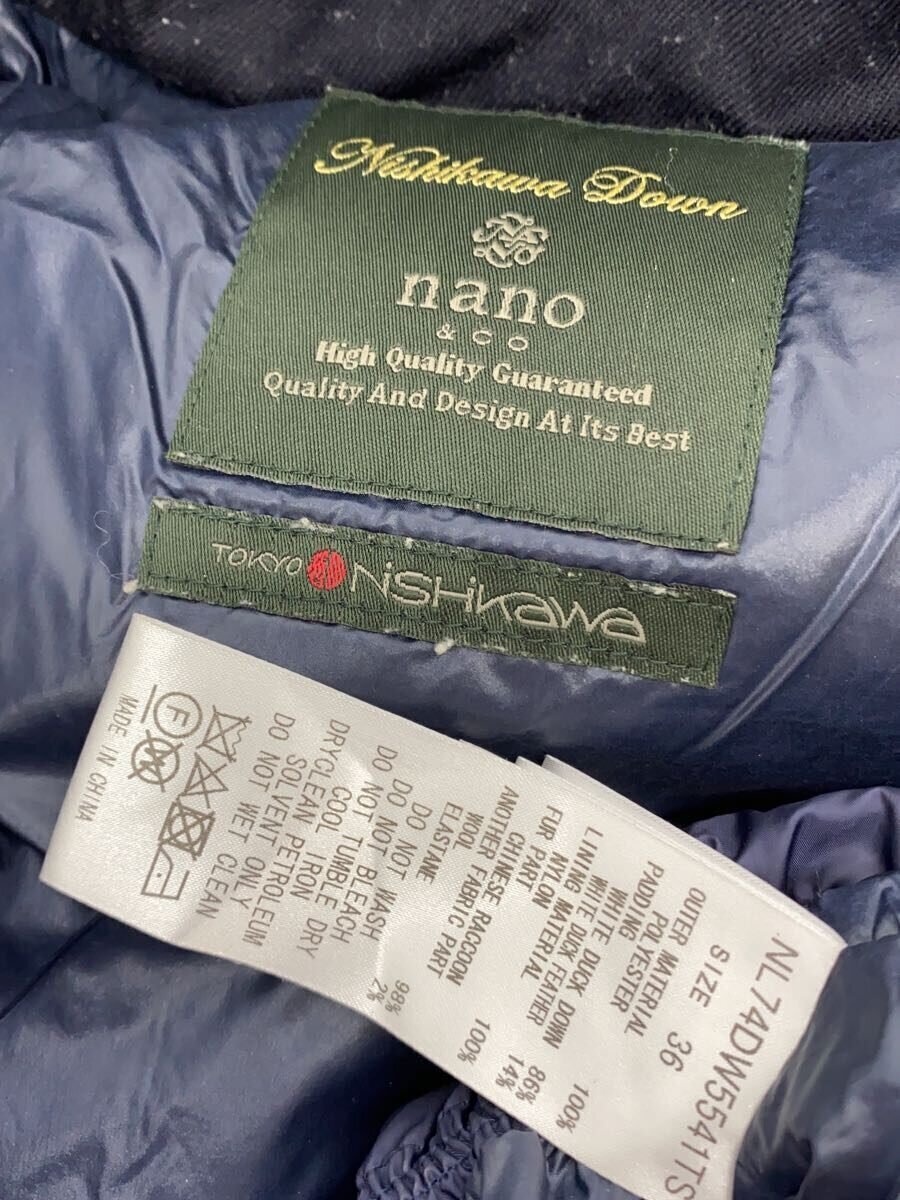 Nishikawa Down
nano
& CO
High Quality Guaranteed
Quality And Design At Its Best
TOKYO NiSHiKaWa
NL74DW5541TS
SIZE 36
OUTER MATERIAL
POLYESTER 100%
PADDING
WHITE DUCK DOWN 86%
WHITE DUCK FEATHER 14%
LINING MATERIAL
NYLON 100%
FUR PART
CHINESE RACCOON
ANOTHER FABRIC PART
WOOL 98%
ELASTANE 2%
DO NOT WASH
DO NOT BLEACH
DO NOT TUMBLE DRY
COOL IRON
DRYCLEAN PETROLEUM
SOLVENT ONLY
DO NOT WET CLEAN
F
MADE IN CHINA